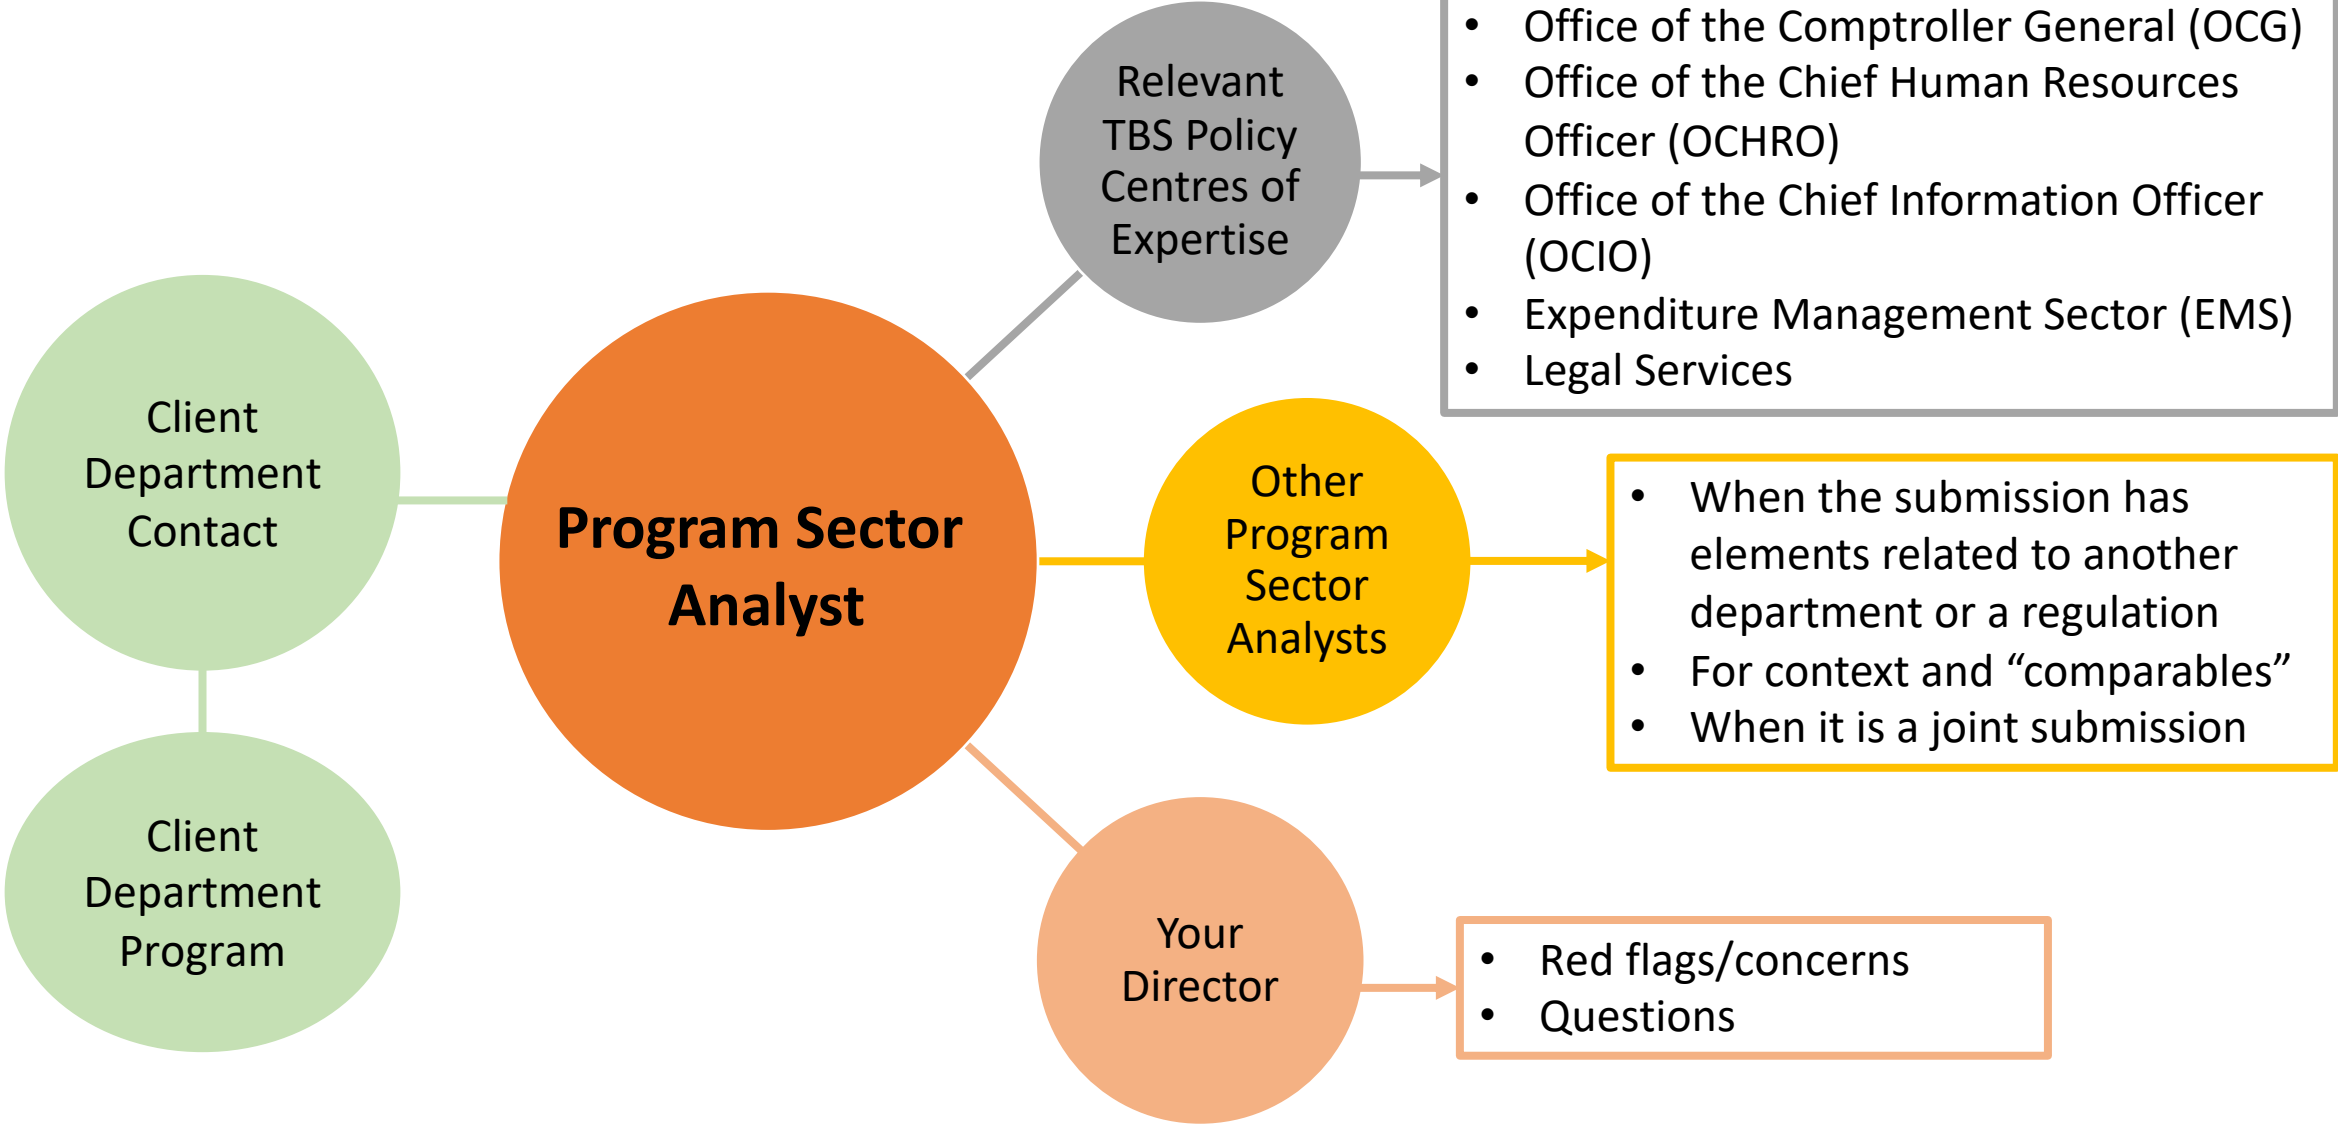 Client
Department
Contact
Client
Department
Program
Program Sector
Analyst
Relevant
TBS Policy
Centres of
Expertise
• Office of the Comptroller General (OCG)
• Office of the Chief Human Resources
Officer (OCHRO)
• Office of the Chief Information Officer
(OCIO)
• Expenditure Management Sector (EMS)
• Legal Services
Other
Program
Sector
Analysts
• When the submission has
elements related to another
department or a regulation
• For context and “comparables”
• When it is a joint submission
Your
Director
• Red flags/concerns
• Questions